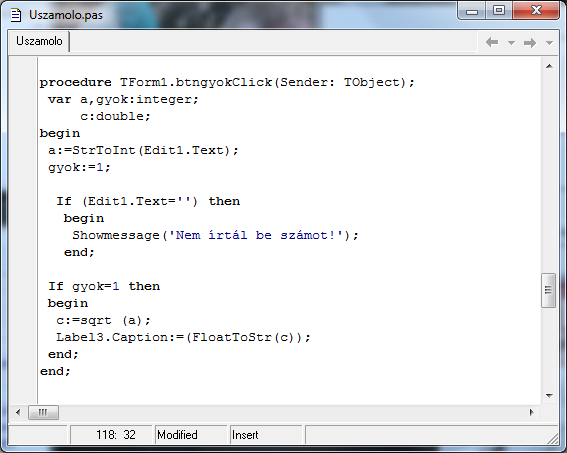 Uszamolo.pas
Uszamolo
procedure TForm1.btngyokClick(Sender: TObject);
var a,gyok:integer;
c:double;
begin
a:=StrToInt(Edit1.Text);
gyok:=1;
If (Edit1.Text='') then
begin
Showmessage('Nem írtál be számot!');
end;
If gyok=1 then
begin
c:=sqrt (a);
Label3.Caption:=(FloatToStr(c));
end;
end;
118: 32 Modified Insert